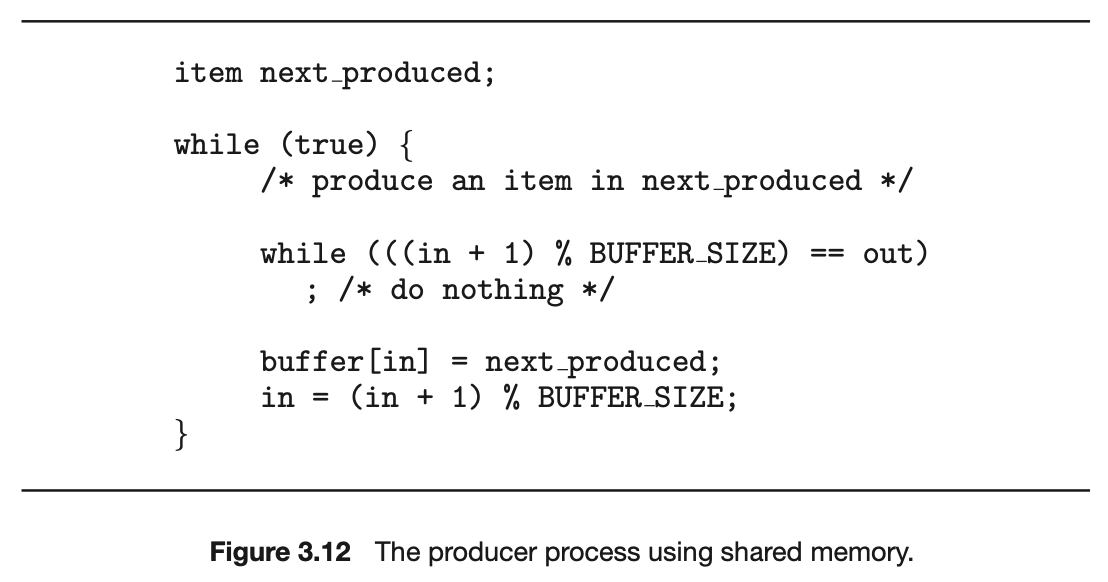 item next_produced;
while (true) {
/* produce an item in next_produced */
while (((in + 1) % BUFFER_SIZE) == out)
; /* do nothing */
buffer[in] = next_produced;
in = (in + 1) % BUFFER_SIZE;
}
Figure 3.12 The producer process using shared memory.